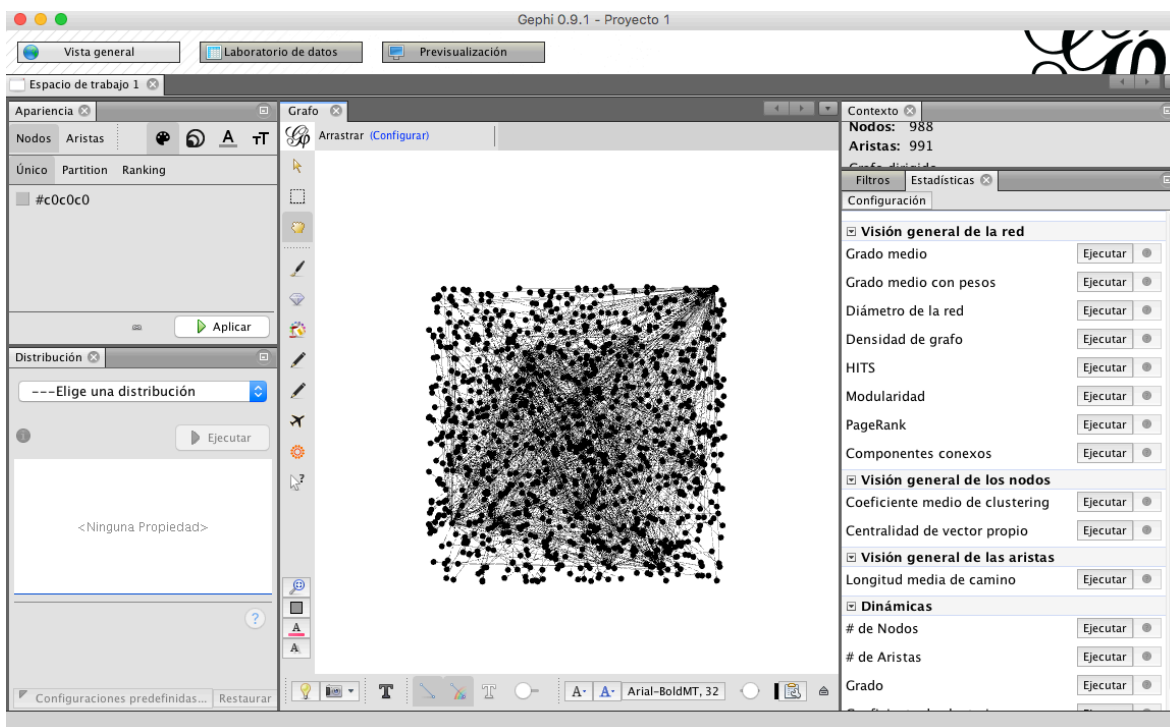 Gephi 0.9.1 - Proyecto 1
Vista general
Laboratorio de datos
Previsualización
Espacio de trabajo 1
Apariencia
Nodos Aristas
A
TT
Único Partition Ranking
#c0c0c0
Aplicar
Distribución
---Elige una distribución
Ejecutar
<Ninguna Propiedad>
?
Configuraciones predefinidas... Restaurar
Grafo
Arrastrar (Configurar)
?
A
A
T
T
A- A- Arial-BoldMT, 32
Contexto
Nodos: 988
Aristas: 991
Grafo dirigido
Filtros Estadísticas
Configuración
Visión general de la red
Grado medio Ejecutar
Grado medio con pesos Ejecutar
Diámetro de la red Ejecutar
Densidad de grafo Ejecutar
HITS Ejecutar
Modularidad Ejecutar
PageRank Ejecutar
Componentes conexos Ejecutar
Visión general de los nodos
Coeficiente medio de clustering Ejecutar
Centralidad de vector propio Ejecutar
Visión general de las aristas
Longitud media de camino Ejecutar
Dinámicas
# de Nodos Ejecutar
# de Aristas Ejecutar
Grado Ejecutar